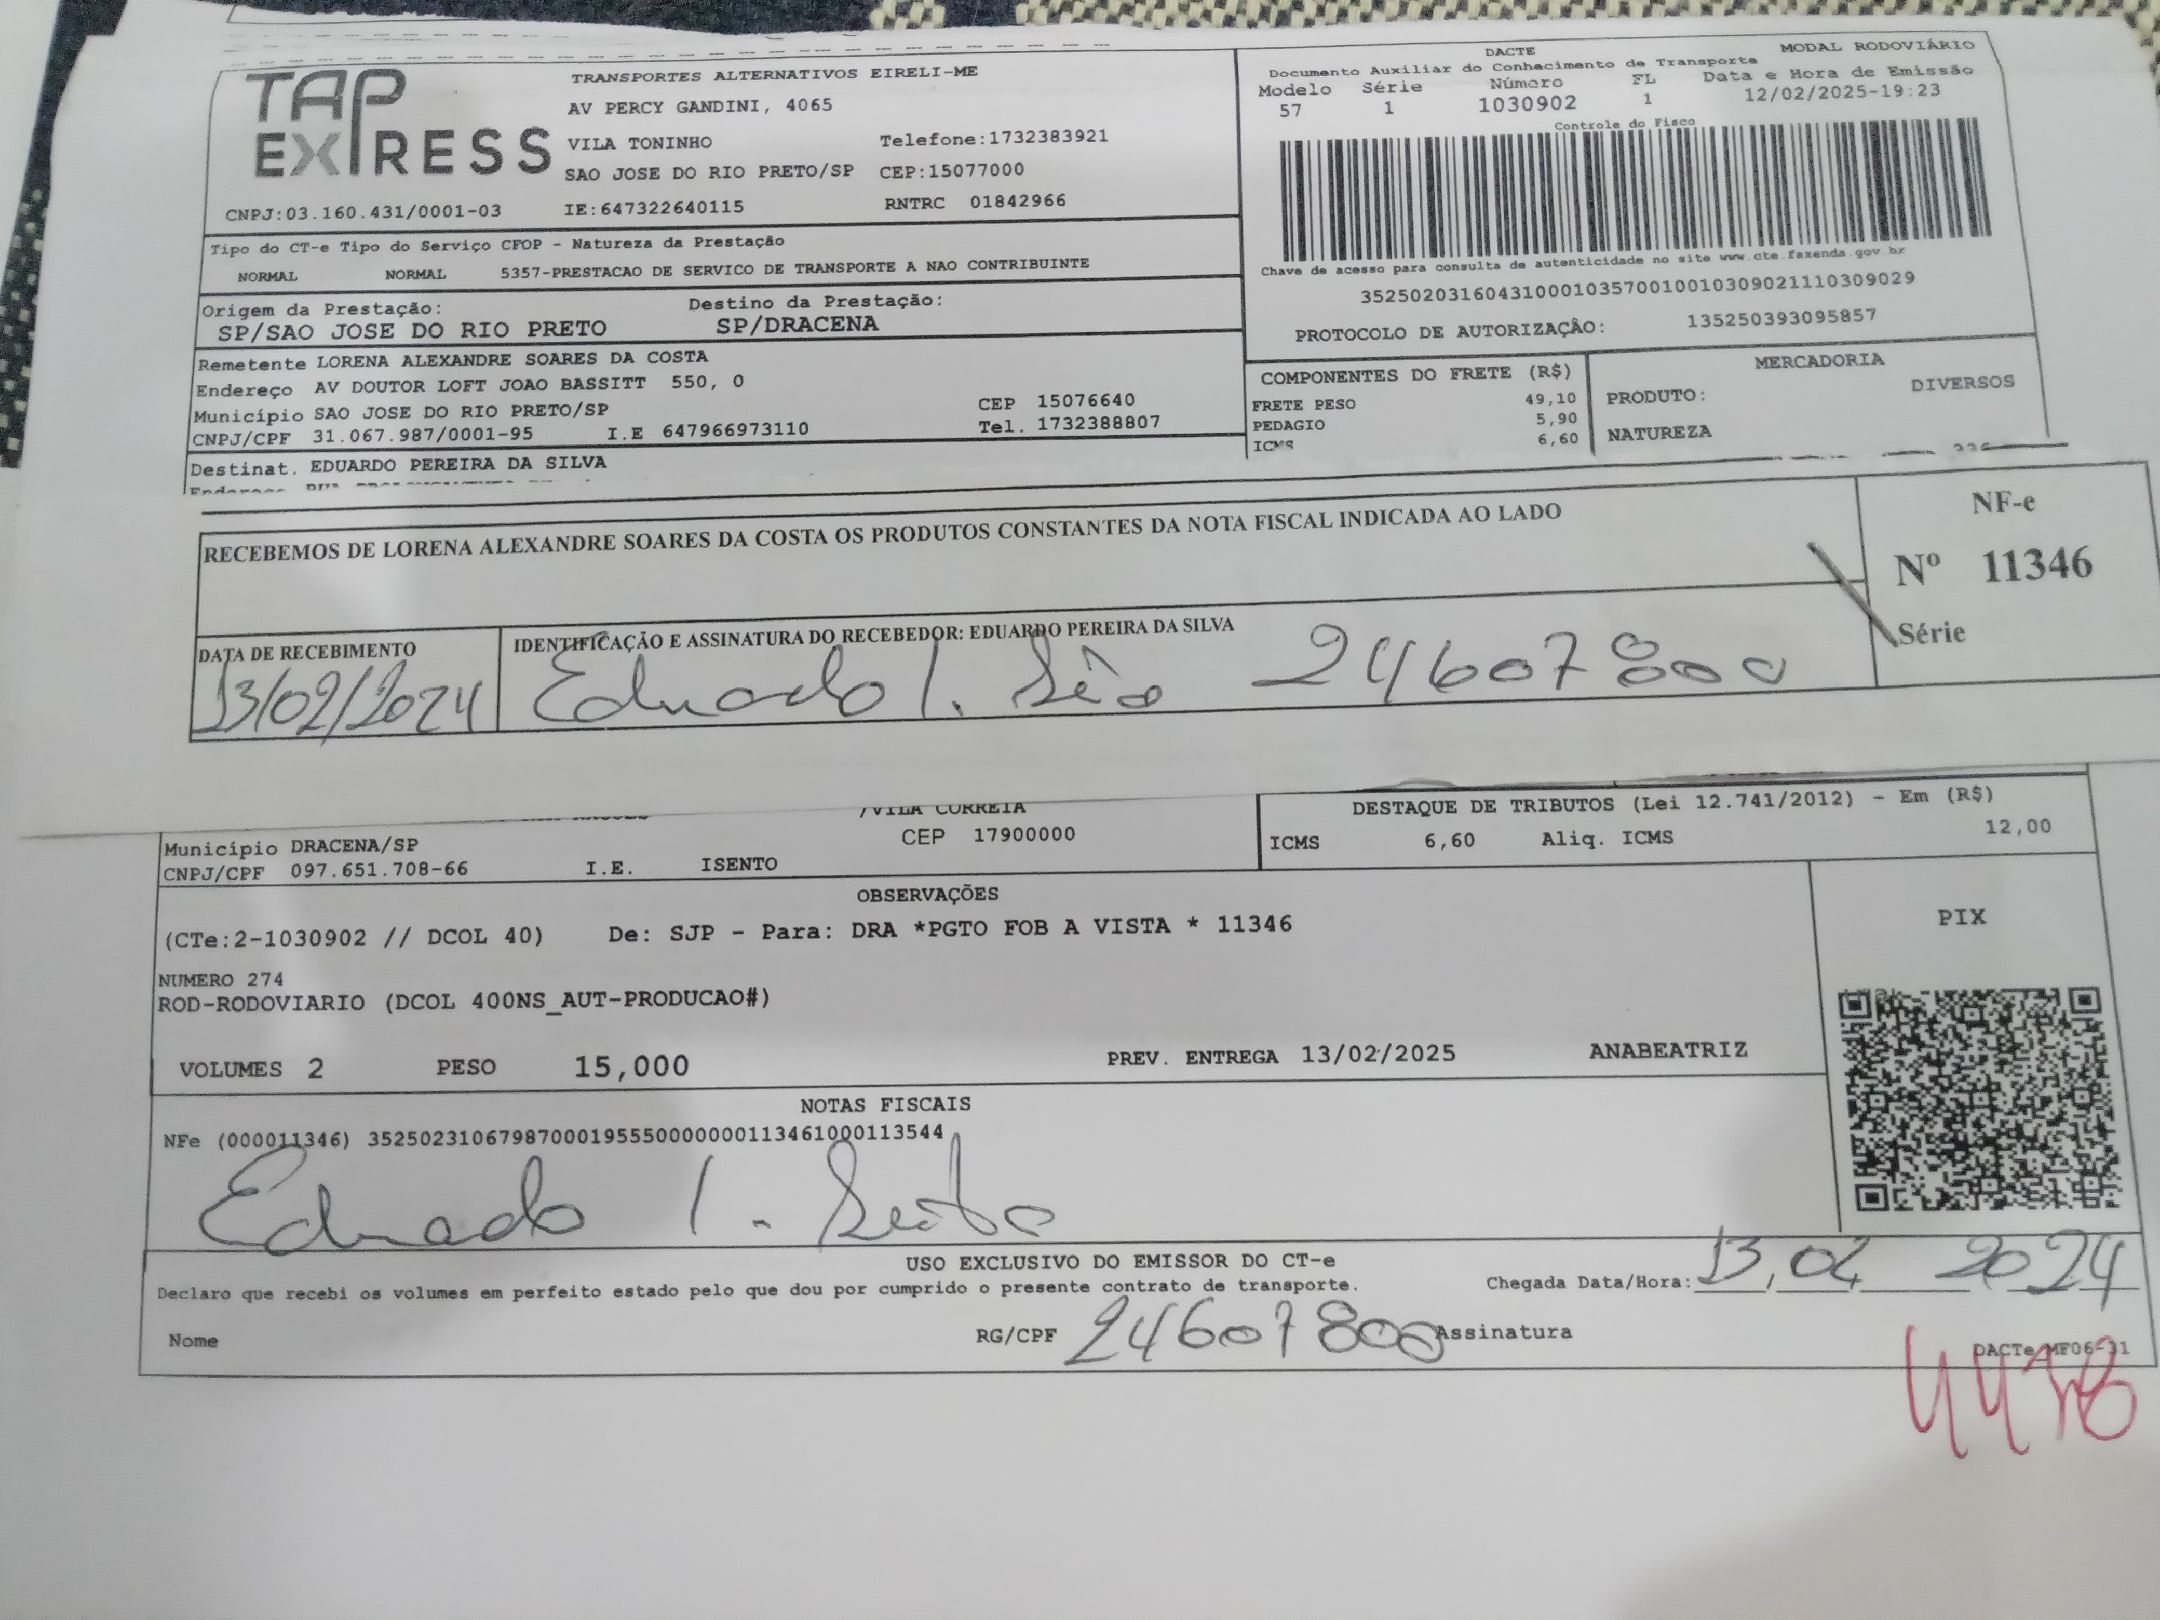 TAP EXPRESS
TRANSPORTES ALTERNATIVOS EIRELI-ME
AV PERCY GANDINI, 4065
VILA TONINHO Telefone:1732383921
SAO JOSE DO RIO PRETO/SP CEP:15077000
CNPJ:03.160.431/0001-03 IE:647322640115 RNTRC 01842966
DACTE MODAL RODOVIÁRIO
Documento Auxiliar do Conhecimento de Transporte
Modelo Série Número FL Data e Hora de Emissão
57 1 1030902 1 12/02/2025-19:23
Controle do Fisco
Chave de acesso para consulta de autenticidade no site www.cte.fazenda.gov.br
35250203160431000103570010010309021110309029
PROTOCOLO DE AUTORIZAÇÃO: 135250393095857
Tipo do CT-e Tipo do Serviço CFOP - Natureza da Prestação
NORMAL NORMAL 5357-PRESTACAO DE SERVICO DE TRANSPORTE A NAO CONTRIBUINTE
Origem da Prestação: Destino da Prestação:
SP/SAO JOSE DO RIO PRETO SP/DRACENA
Remetente LORENA ALEXANDRE SOARES DA COSTA
Endereço AV DOUTOR LOFT JOAO BASSITT 550, 0
Município SAO JOSE DO RIO PRETO/SP CEP 15076640
CNPJ/CPF 31.067.987/0001-95 I.E 647966973110 Tel. 1732388807
COMPONENTES DO FRETE (R$)
FRETE PESO 49,10
PEDAGIO 5,90
ICMS 6,60
MERCADORIA
PRODUTO: DIVERSOS
NATUREZA
Destinat. EDUARDO PEREIRA DA SILVA
RECEBEMOS DE LORENA ALEXANDRE SOARES DA COSTA OS PRODUTOS CONSTANTES DA NOTA FISCAL INDICADA AO LADO
NF-e
Nº 11346
Série
DATA DE RECEBIMENTO
13/02/2024
IDENTIFICAÇÃO E ASSINATURA DO RECEBEDOR: EDUARDO PEREIRA DA SILVA
Eduardo 24607800
/VILA CORREIA
Município DRACENA/SP CEP 17900000
CNPJ/CPF 097.651.708-66 I.E. ISENTO
DESTAQUE DE TRIBUTOS (Lei 12.741/2012) - Em (R$)
ICMS 6,60 Aliq. ICMS 12,00
OBSERVAÇÕES
(CTe:2-1030902 // DCOL 40) De: SJP - Para: DRA *PGTO FOB A VISTA * 11346
NUMERO 274
ROD-RODOVIARIO (DCOL 400NS_AUT-PRODUCAO#)
PIX
VOLUMES 2 PESO 15,000 PREV. ENTREGA 13/02/2025 ANABEATRIZ
NOTAS FISCAIS
NFe (000011346) 35250231067987000195550000000113461000113544
Eduardo
USO EXCLUSIVO DO EMISSOR DO CT-e
Declaro que recebi os volumes em perfeito estado pelo que dou por cumprido o presente contrato de transporte.
Chegada Data/Hora: 13, 02 2024
Nome RG/CPF 24607800 Assinatura
DACTe MF06-31